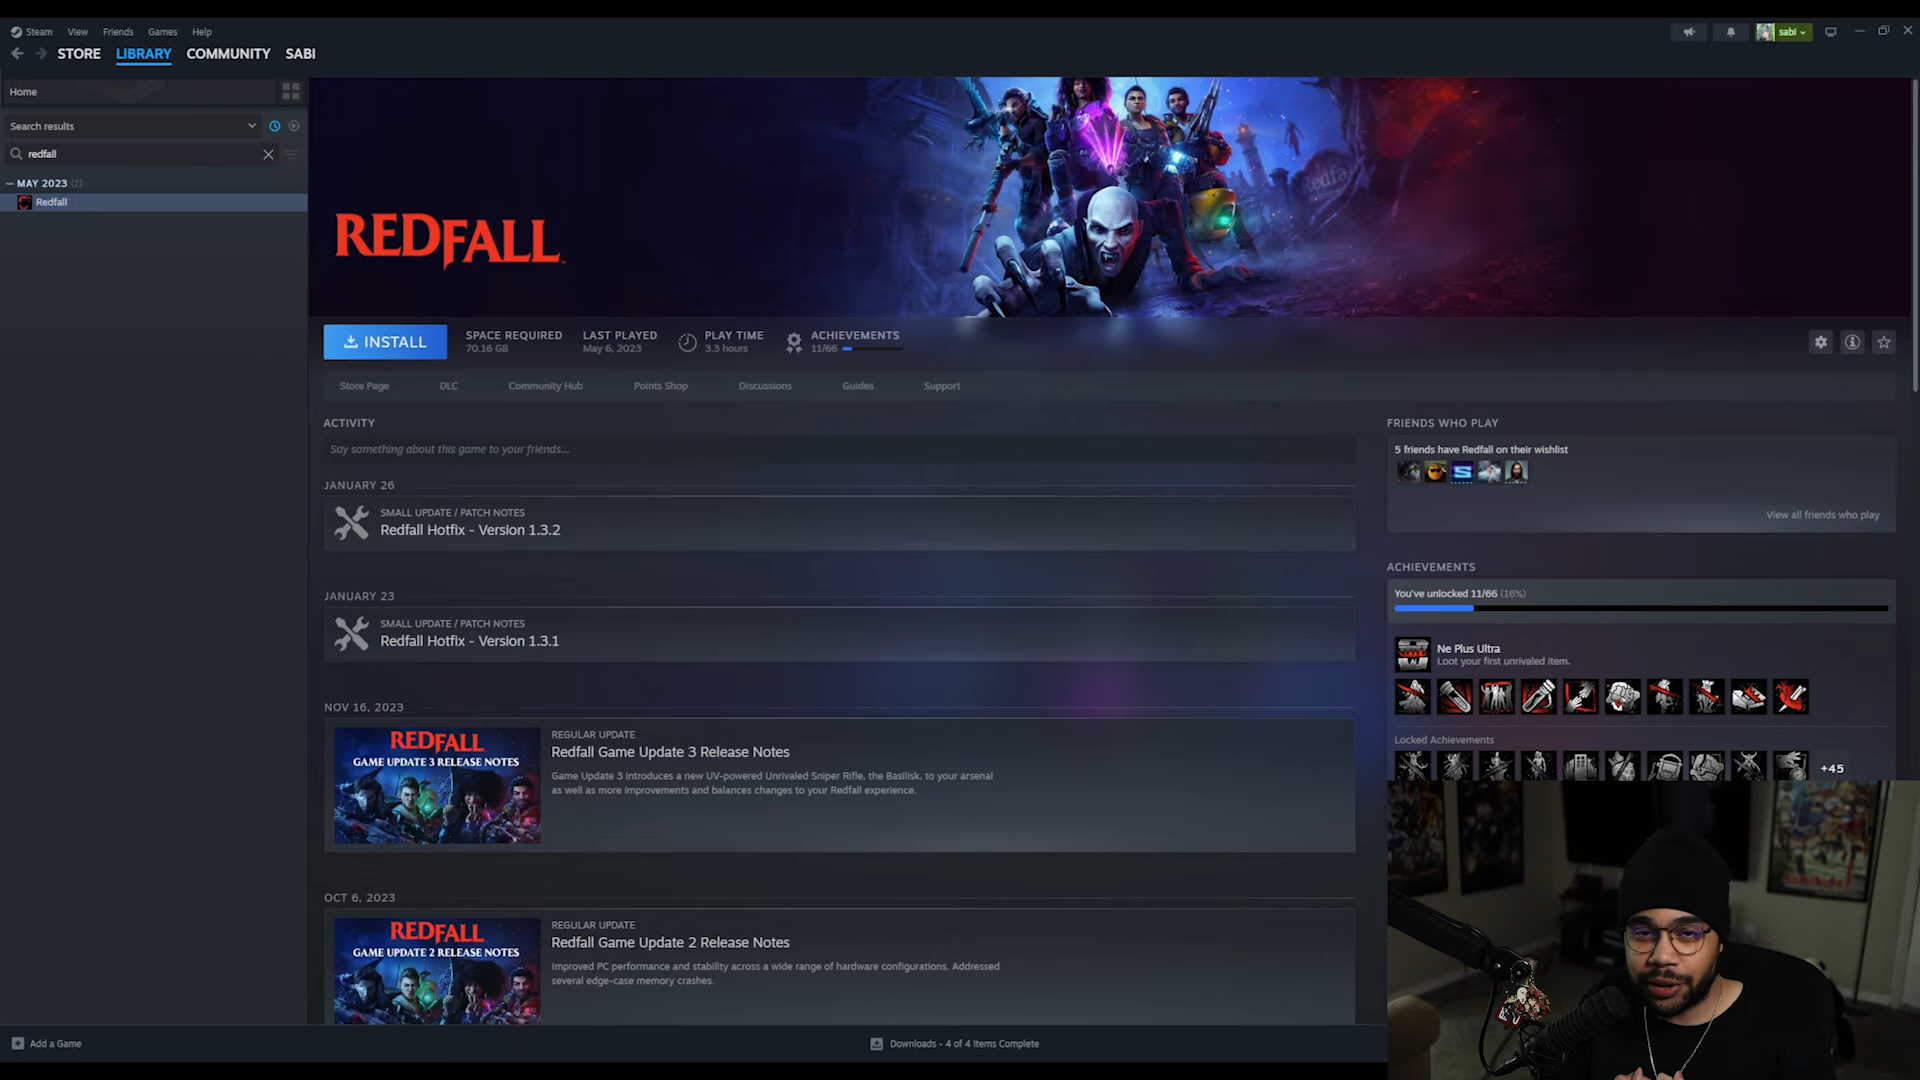 Steam View Friends Games Help
sabi
STORE LIBRARY COMMUNITY SABI
Home
Search results
redfall
MAY 2023 (1)
Redfall
REDFALL
INSTALL
SPACE REQUIRED
70.16 GB
LAST PLAYED
May 6, 2023
PLAY TIME
3.3 hours
ACHIEVEMENTS
11/66
Store Page DLC Community Hub Points Shop Discussions Guides Support
ACTIVITY
Say something about this game to your friends...
JANUARY 26
SMALL UPDATE / PATCH NOTES
Redfall Hotfix - Version 1.3.2
JANUARY 23
SMALL UPDATE / PATCH NOTES
Redfall Hotfix - Version 1.3.1
NOV 16, 2023
REDFALL
GAME UPDATE 3 RELEASE NOTES
REGULAR UPDATE
Redfall Game Update 3 Release Notes
Game Update 3 introduces a new UV-powered Unrivaled Sniper Rifle, the Basilisk, to your arsenal
as well as more improvements and balances changes to your Redfall experience.
OCT 6, 2023
REDFALL
GAME UPDATE 2 RELEASE NOTES
REGULAR UPDATE
Redfall Game Update 2 Release Notes
Improved PC performance and stability across a wide range of hardware configurations. Addressed
several edge-case memory crashes.
FRIENDS WHO PLAY
5 friends have Redfall on their wishlist
View all friends who play
ACHIEVEMENTS
You've unlocked 11/66 (16%)
Ne Plus Ultra
Loot your first unrivaled item.
Locked Achievements
+45
Add a Game
Downloads - 4 of 4 Items Complete